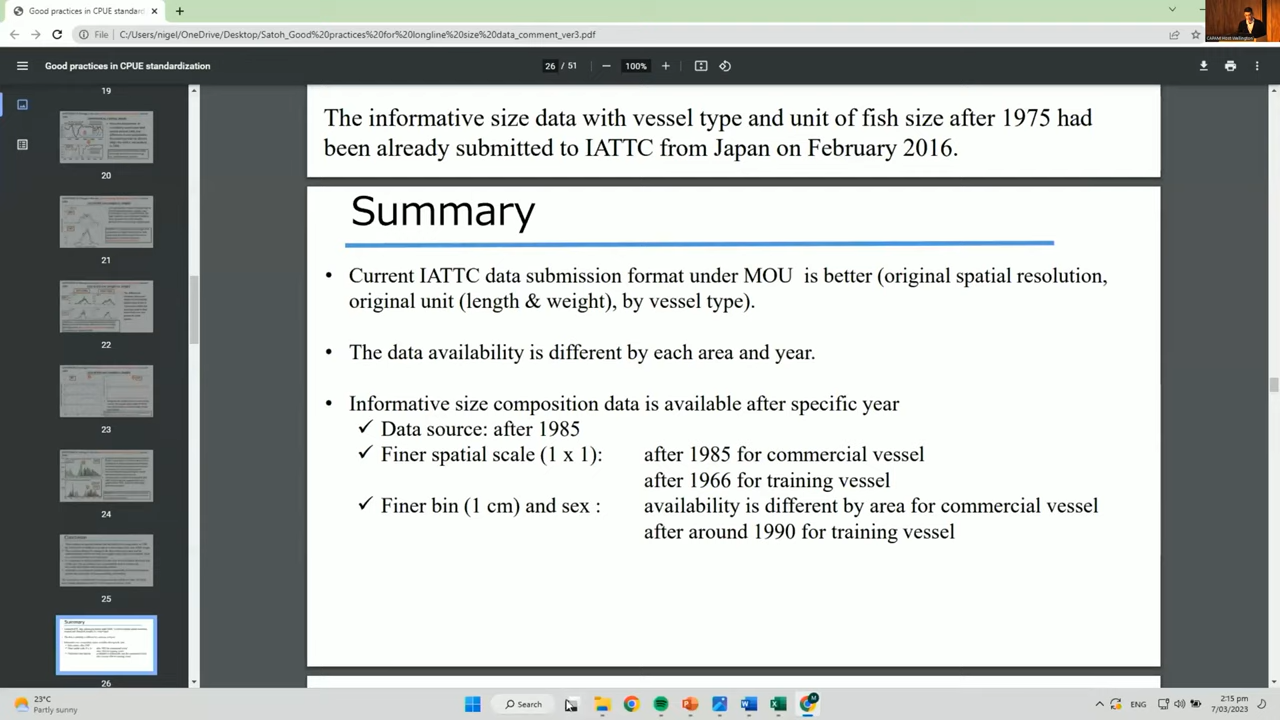 Good practices in CPUE standard
File C:/Users/nigel/OneDrive/Desktop/Satoh_Good%20practices%20for%20longline%20size%20data_comment_ver3.pdf
Good practices in CPUE standardization
26 / 51
100%
19
20
21
22
23
24
25
Summary
26
The informative size data with vessel type and unit of fish size after 1975 had
been already submitted to IATTC from Japan on February 2016.
Summary
• Current IATTC data submission format under MOU is better (original spatial resolution,
original unit (length & weight), by vessel type).
• The data availability is different by each area and year.
• Informative size composition data is available after specific year
✓ Data source: after 1985
✓ Finer spatial scale (1 x 1): after 1985 for commercial vessel
after 1966 for training vessel
✓ Finer bin (1 cm) and sex : availability is different by area for commercial vessel
after around 1990 for training vessel
23°C
Partly sunny
Search
ENG
2:15 pm
7/03/2023